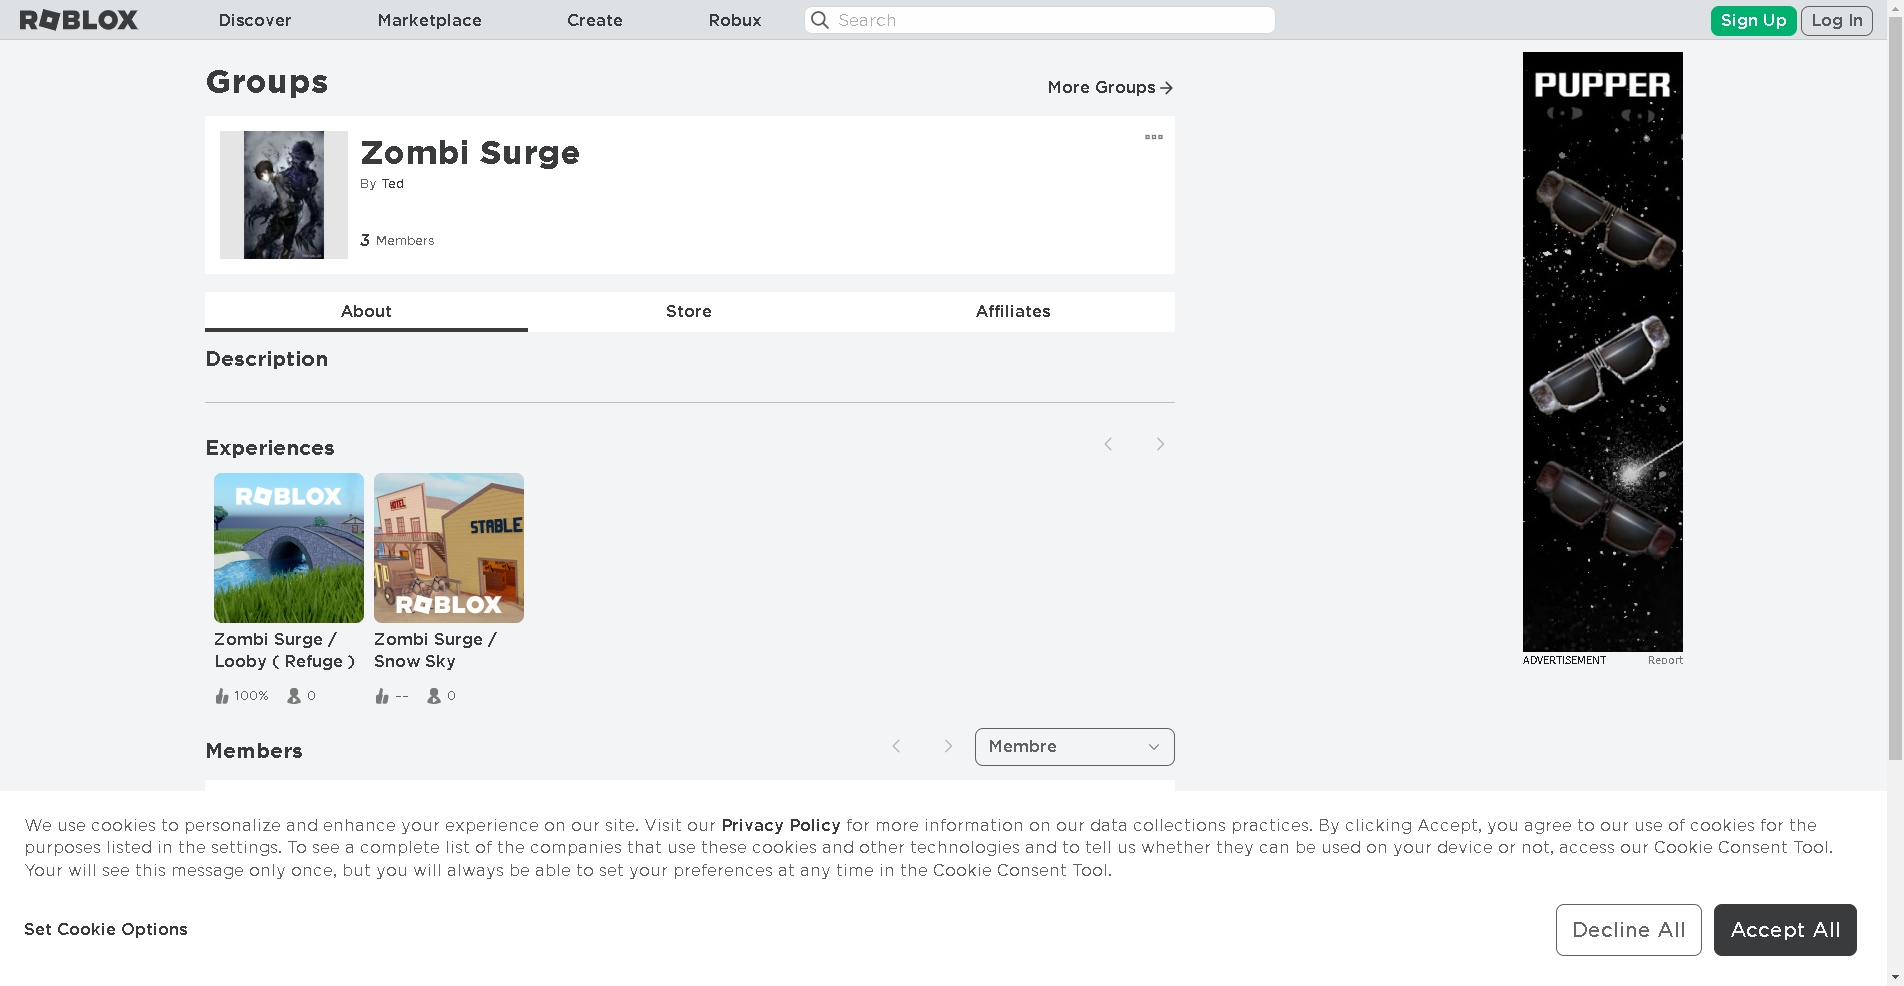 ROBLOX
Discover
Marketplace
Create
Robux
Search
Sign Up
Log In
Groups
More Groups
Zombi Surge
By Ted
3 Members
About
Store
Affiliates
Description
Experiences
ROBLOX
HOTEL
STABLE
ROBLOX
Zombi Surge /
Looby ( Refuge )
100% 0
Zombi Surge /
Snow Sky
-- 0
Members
Membre
PUPPER
ADVERTISEMENT
Report
We use cookies to personalize and enhance your experience on our site. Visit our Privacy Policy for more information on our data collections practices. By clicking Accept, you agree to our use of cookies for the
purposes listed in the settings. To see a complete list of the companies that use these cookies and other technologies and to tell us whether they can be used on your device or not, access our Cookie Consent Tool.
Your will see this message only once, but you will always be able to set your preferences at any time in the Cookie Consent Tool.
Set Cookie Options
Decline All
Accept All